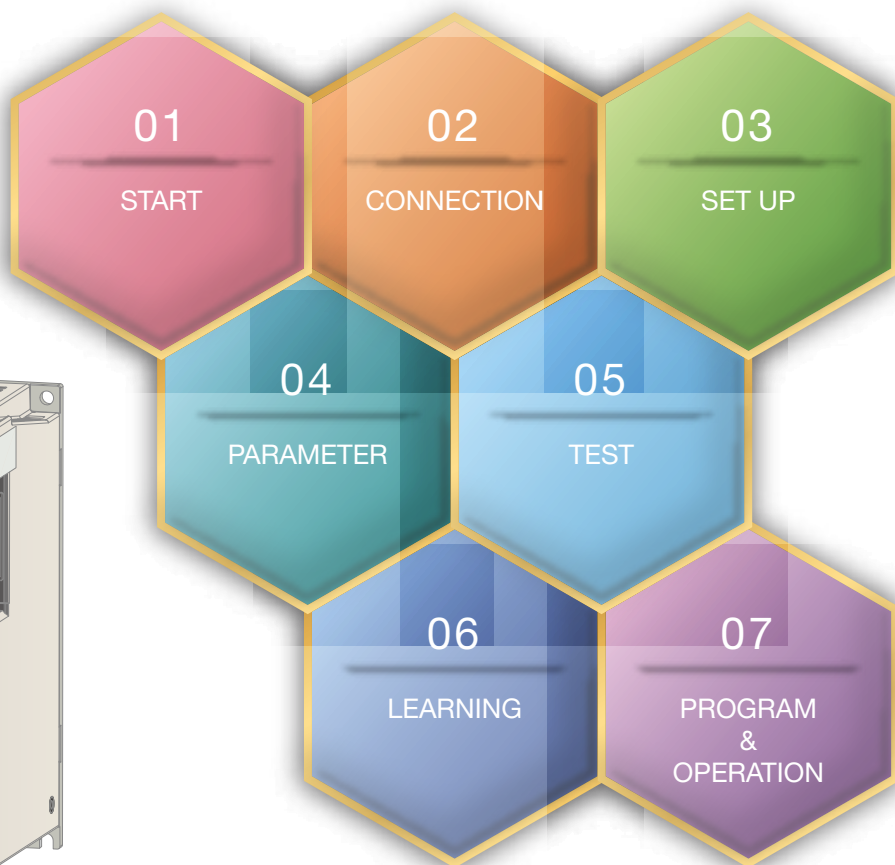 01
START
02
CONNECTION
03
SET UP
04
PARAMETER
05
TEST
06
LEARNING
07
PROGRAM
&
OPERATION